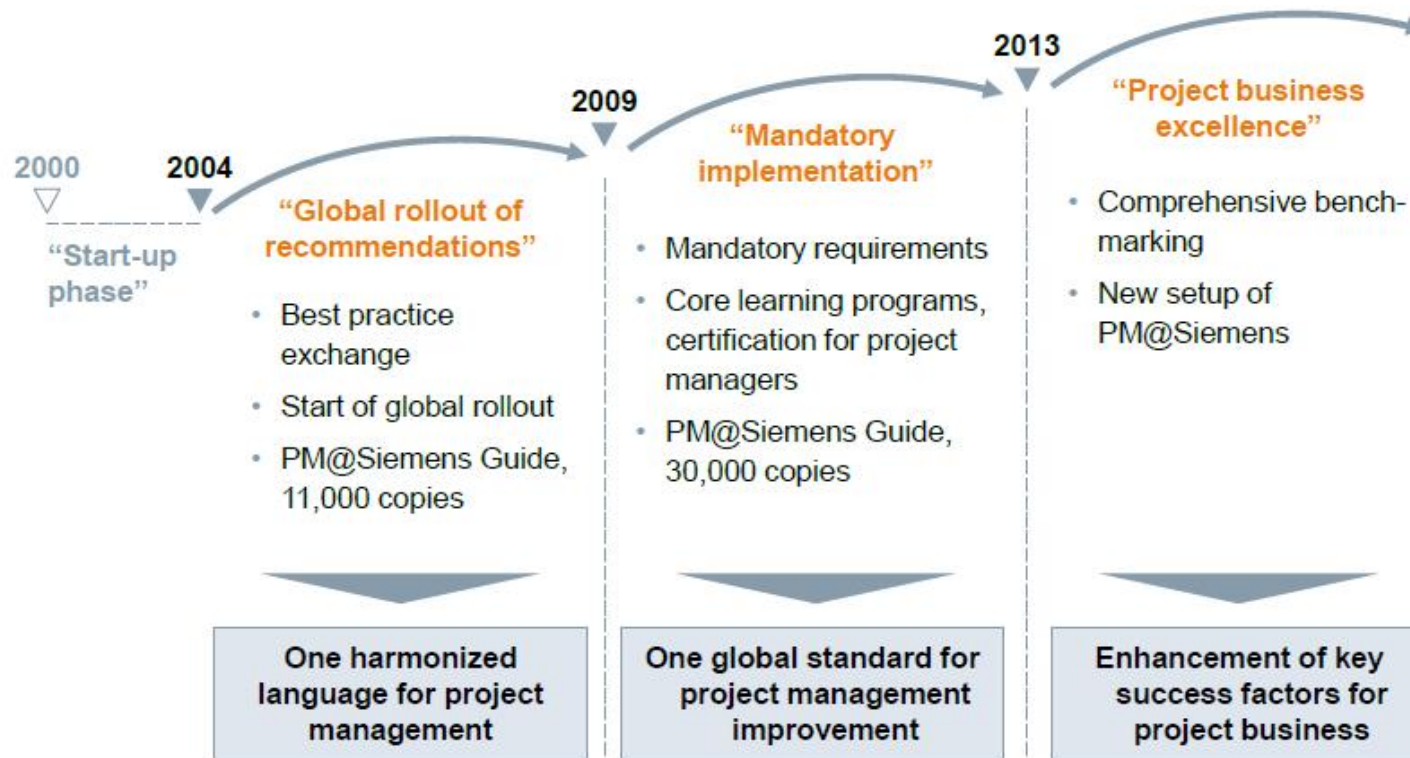 2000
"Start-up
phase"
2004
"Global rollout of
recommendations"
• Best practice
exchange
• Start of global rollout
• PM@Siemens Guide,
11,000 copies
One harmonized
language for project
management
2009
"Mandatory
implementation"
• Mandatory requirements
• Core learning programs,
certification for project
managers
• PM@Siemens Guide,
30,000 copies
One global standard for
project management
improvement
2013
"Project business
excellence"
• Comprehensive bench-
marking
• New setup of
PM@Siemens
Enhancement of key
success factors for
project business